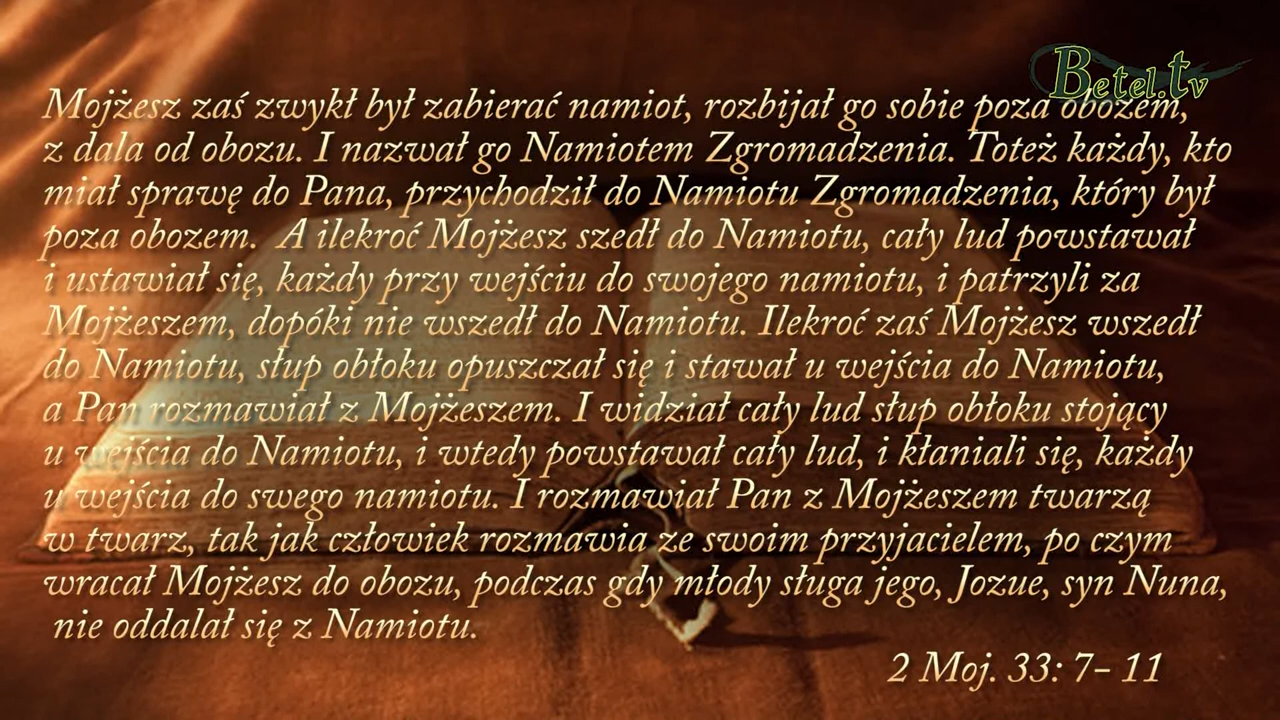 Betel.tv
Mojżesz zaś zwykł był zabierać namiot, rozbijał go sobie poza obozem,
z dala od obozu. I nazwał go Namiotem Zgromadzenia. Toteż każdy, kto
miał sprawę do Pana, przychodził do Namiotu Zgromadzenia, który był
poza obozem.  A ilekroć Mojżesz szedł do Namiotu, cały lud powstawał
i ustawiał się, każdy przy wejściu do swojego namiotu, i patrzyli za
Mojżeszem, dopóki nie wszedł do Namiotu. Ilekroć zaś Mojżesz wszedł
do Namiotu, słup obłoku opuszczał się i stawał u wejścia do Namiotu,
a Pan rozmawiał z Mojżeszem. I widział cały lud słup obłoku stojący
u wejścia do Namiotu, i wtedy powstawał cały lud, i kłaniali się, każdy
u wejścia do swego namiotu. I rozmawiał Pan z Mojżeszem twarzą
w twarz, tak jak człowiek rozmawia ze swoim przyjacielem, po czym
wracał Mojżesz do obozu, podczas gdy młody sługa jego, Jozue, syn Nuna,
nie oddalał się z Namiotu.
2 Moj. 33: 7- 11